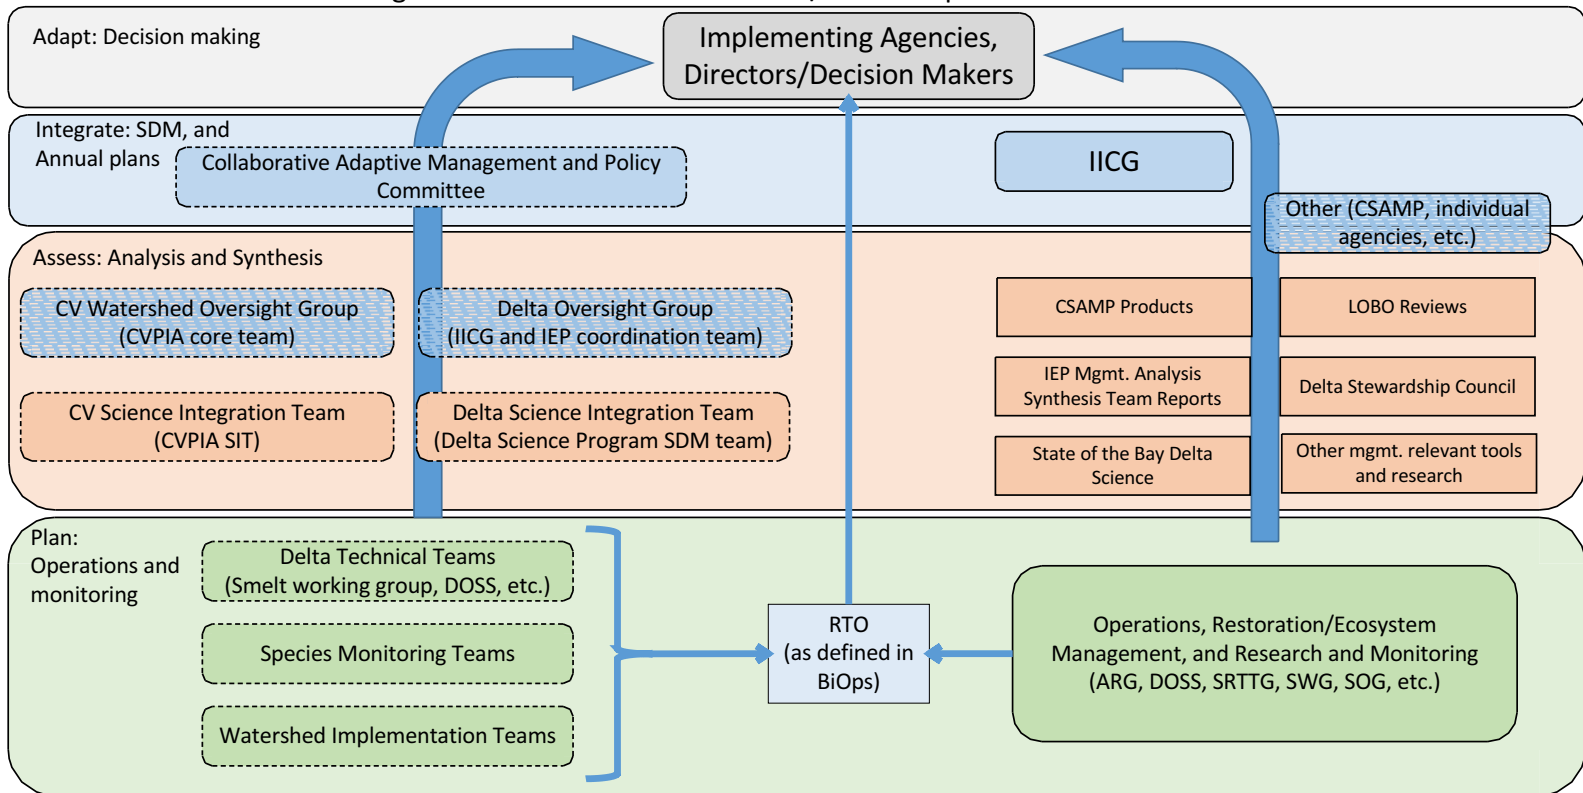 Adapt: Decision making
Implementing Agencies,
Directors/Decision Makers
Integrate: SDM, and
Annual plans
Collaborative Adaptive Management and Policy
Committee
IICG
Other (CSAMP, individual
agencies, etc.)
Assess: Analysis and Synthesis
CV Watershed Oversight Group
(CVPIA core team)
Delta Oversight Group
(IICG and IEP coordination team)
CSAMP Products
LOBO Reviews
CV Science Integration Team
(CVPIA SIT)
Delta Science Integration Team
(Delta Science Program SDM team)
IEP Mgmt. Analysis
Synthesis Team Reports
Delta Stewardship Council
State of the Bay Delta
Science
Other mgmt. relevant tools
and research
Plan:
Operations and
monitoring
Delta Technical Teams
(Smelt working group, DOSS, etc.)
Species Monitoring Teams
Watershed Implementation Teams
RTO
(as defined in
BiOps)
Operations, Restoration/Ecosystem
Management, and Research and Monitoring
(ARG, DOSS, SRTTG, SWG, SOG, etc.)